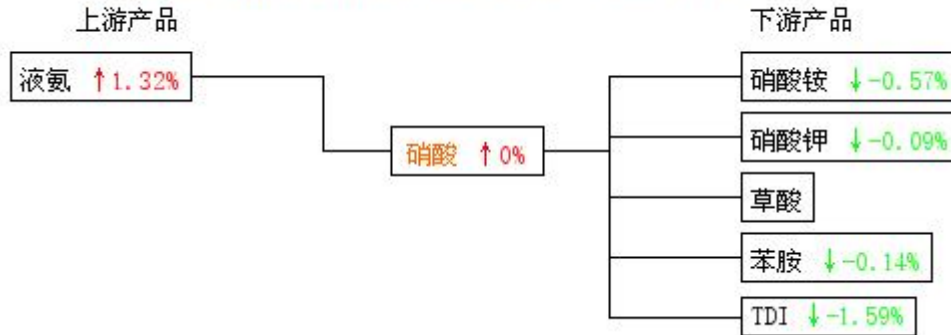 上游产品
下游产品
液氨 ↑1.32%
硝酸 ↑0%
硝酸铵 ↓-0.57%
硝酸钾 ↓-0.09%
草酸
苯胺 ↓-0.14%
TDI ↓-1.59%